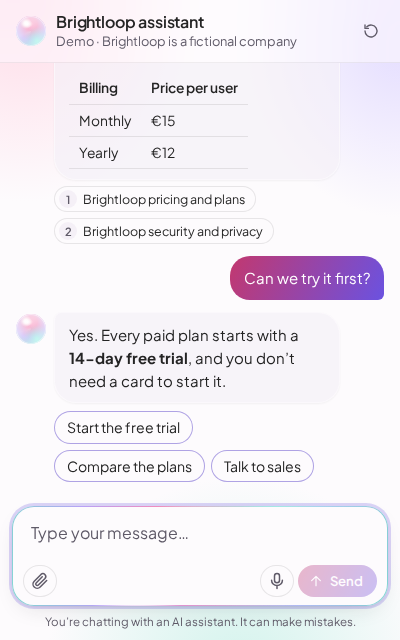 Brightloop assistant
Demo · Brightloop is a fictional company
Billing Price per user
Monthly €15
Yearly €12
1 Brightloop pricing and plans
2 Brightloop security and privacy
Can we try it first?
Yes. Every paid plan starts with a
14-day free trial, and you don't
need a card to start it.
Start the free trial
Compare the plans Talk to sales
Type your message...
Send
You're chatting with an AI assistant. It can make mistakes.